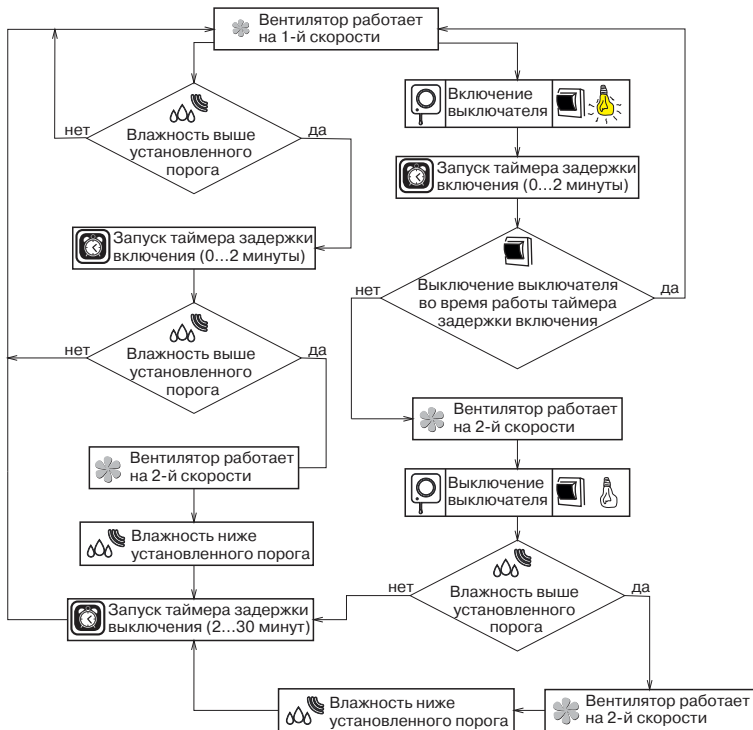 Вентилятор работает
на 1-й скорости
нет
Влажность выше
установленного
порога
да
Включение
выключателя
Запуск таймера задержки
включения (0...2 минуты)
Запуск таймера задержки
включения (0...2 минуты)
нет
Выключение выключателя
во время работы таймера
задержки включения
да
нет
Влажность выше
установленного
порога
да
Вентилятор работает
на 2-й скорости
Вентилятор работает
на 2-й скорости
Выключение
выключателя
Влажность ниже
установленного порога
нет
Влажность выше
установленного
порога
да
Запуск таймера задержки
выключения (2...30 минут)
Влажность ниже
установленного порога
Вентилятор работает
на 2-й скорости